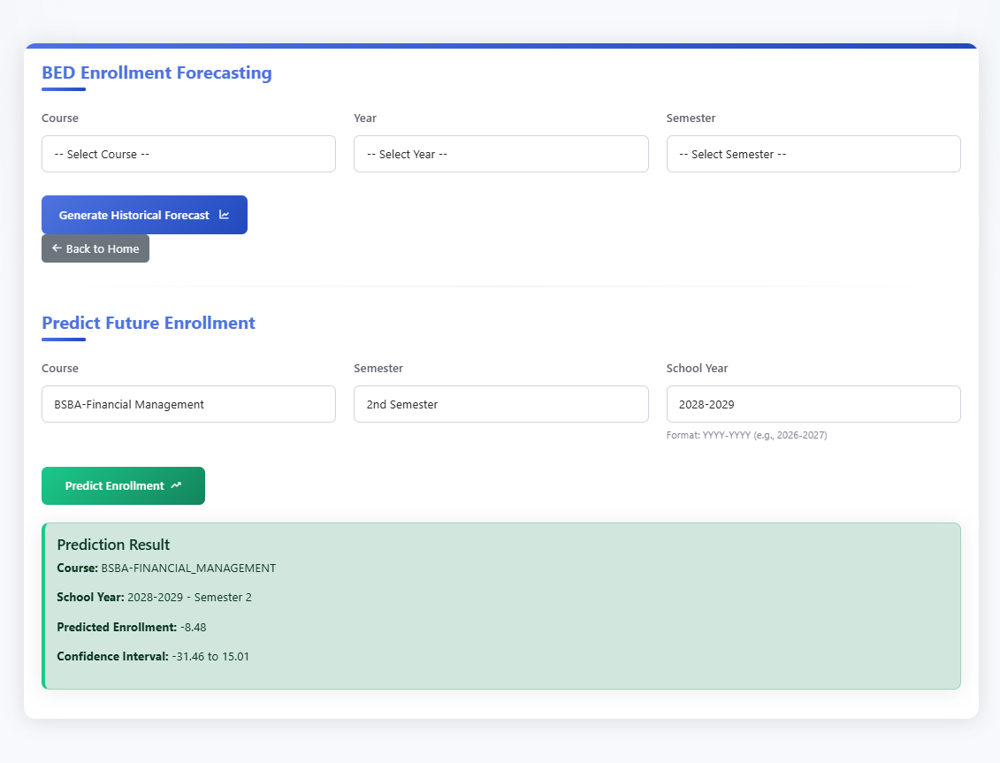 BED Enrollment Forecasting
Course Year Semester
-- Select Course -- -- Select Year -- -- Select Semester --
Generate Historical Forecast
← Back to Home
Predict Future Enrollment
Course Semester School Year
BSBA-Financial Management 2nd Semester 2028-2029
Format: YYYY-YYYY (e.g., 2026-2027)
Predict Enrollment
Prediction Result
Course: BSBA-FINANCIAL_MANAGEMENT
School Year: 2028-2029 - Semester 2
Predicted Enrollment: -8.48
Confidence Interval: -31.46 to 15.01